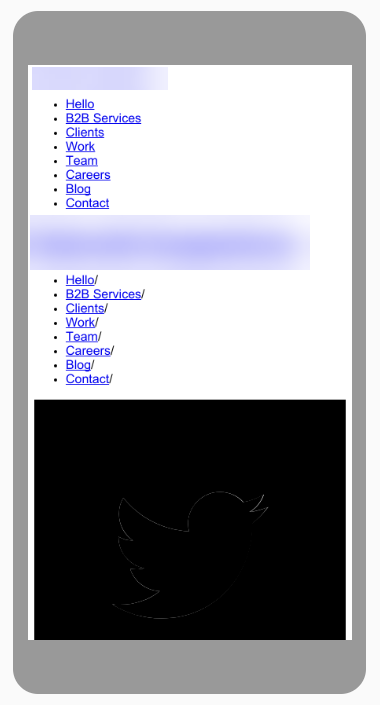 Hello
B2B Services
Clients
Work
Team
Careers
Blog
Contact
Hello/
B2B Services/
Clients/
Work/
Team/
Careers/
Blog/
Contact/